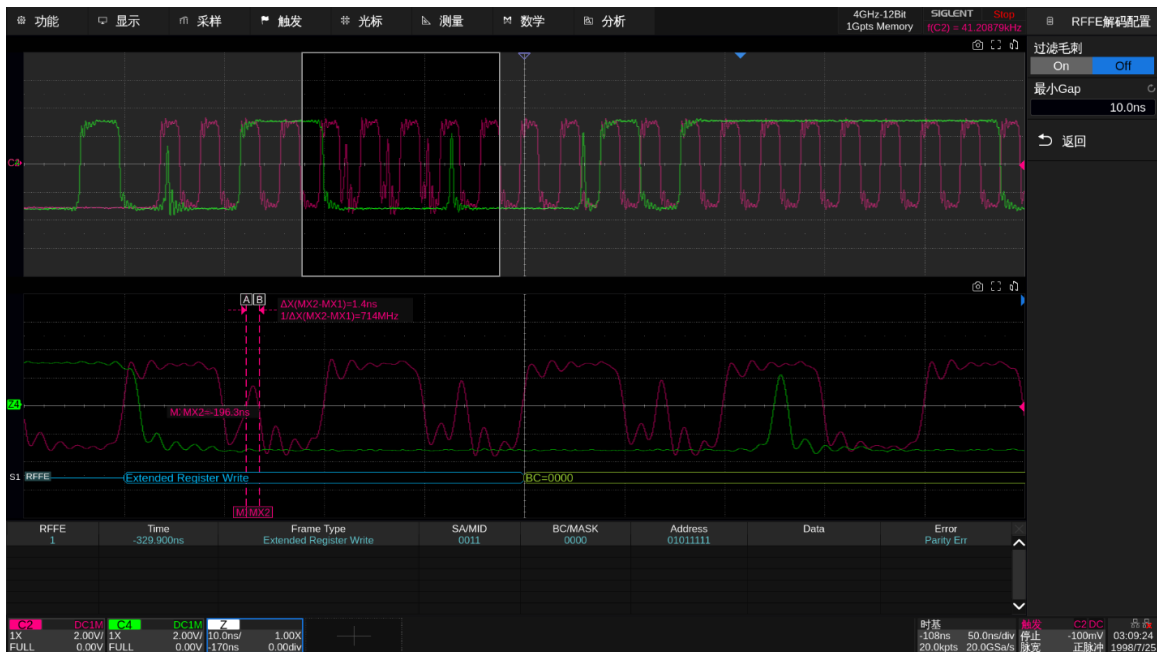 功能 显示 采样 触发 光标 测量 数学 分析
4GHz-12Bit
1Gpts Memory
SIGLENT Stop
f(C2) = 41.20879kHz
RFFE解码配置
过滤毛刺
On Off
最小Gap
10.0ns
返回
A B
ΔX(MX2-MX1)=1.4ns
1/ΔX(MX2-MX1)=714MHz
Z4
MX2=-196.3ns
S1 RFFE
Extended Register Write
BC=0000
MX2
RFFE Time Frame Type SA/MID BC/MASK Address Data Error
1 -329.900ns Extended Register Write 0011 0000 01011111 Parity Err
C2 DC1M
1X 2.00V/
FULL 0.00V
C4 DC1M
1X 2.00V/
FULL 0.00V
Z
10.0ns/ 1.00X
-170ns 0.00div
时基
-108ns 50.0ns/div
20.0kpts 20.0GSa/s
触发 C2 DC
停止 -100mV
脉宽 正脉冲
03:09:24
1998/7/25